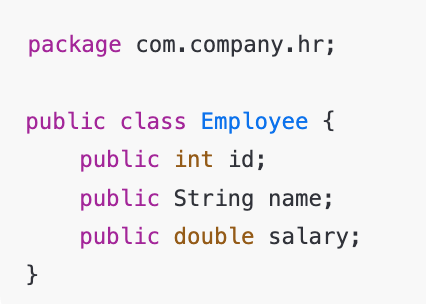 package com.company.hr;
public class Employee {
public int id;
public String name;
public double salary;
}